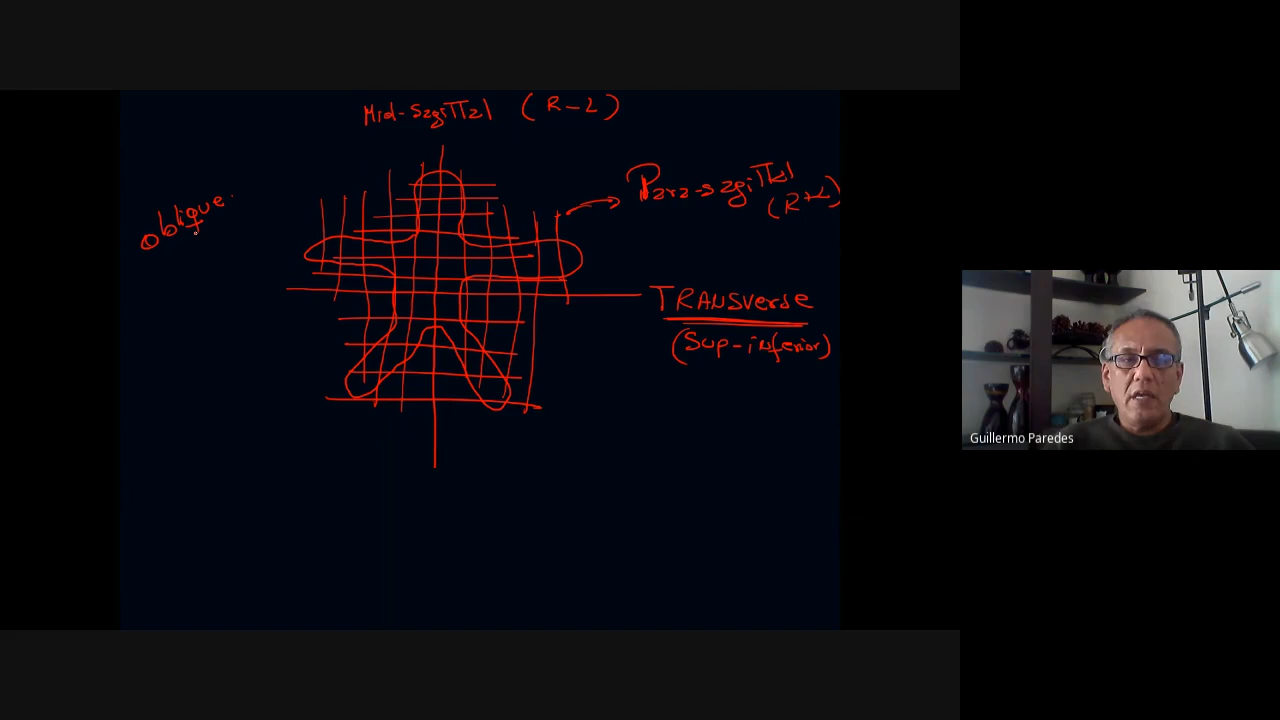 Mid-sagittal (R-L)
Para-sagittal
(R+L)
oblique
TRANSverse
(Sup-inferior)
Guillermo Paredes